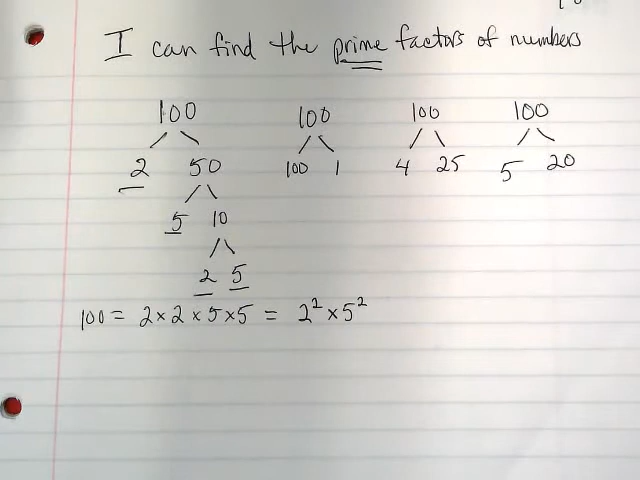 I can find the prime factors of numbers
100 100 100 100
2 50 100 1 4 25 5 20
5 10
2 5
100 = 2 × 2 × 5 × 5 = 2² × 5²